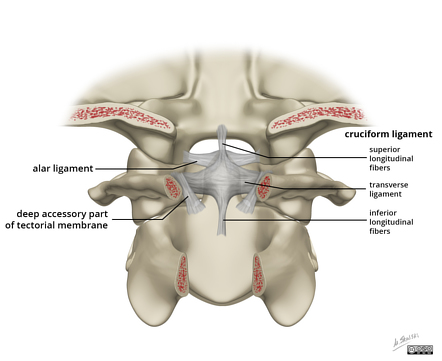 cruciform ligament
superior
longitudinal
fibers
alar ligament
transverse
ligament
deep accessory part
of tectorial membrane
inferior
longitudinal
fibers